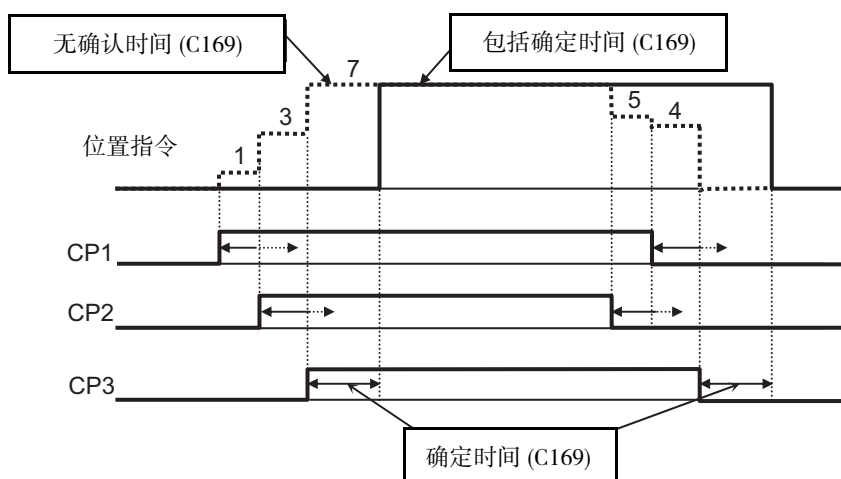 无确认时间 (C169)
包括确定时间 (C169)
7
5
3
4
位置指令
1
CP1
CP2
CP3
确定时间 (C169)